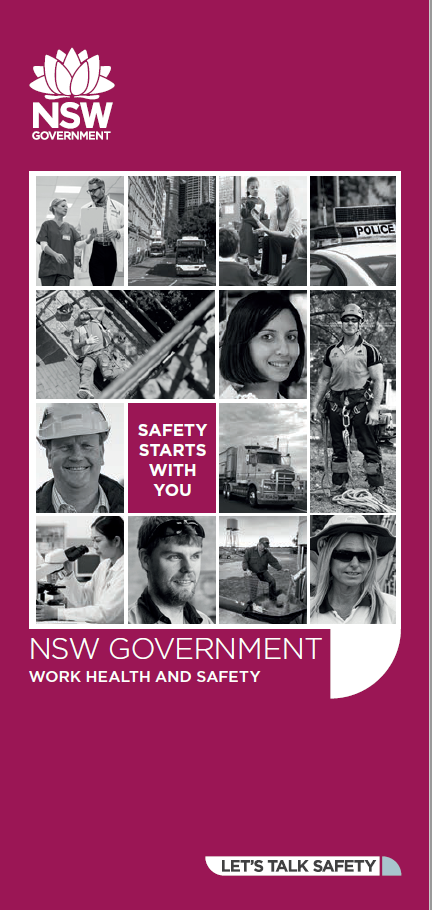 NSW
GOVERNMENT
POLICE
SAFETY
STARTS
WITH
YOU
NSW GOVERNMENT
WORK HEALTH AND SAFETY
LET'S TALK SAFETY